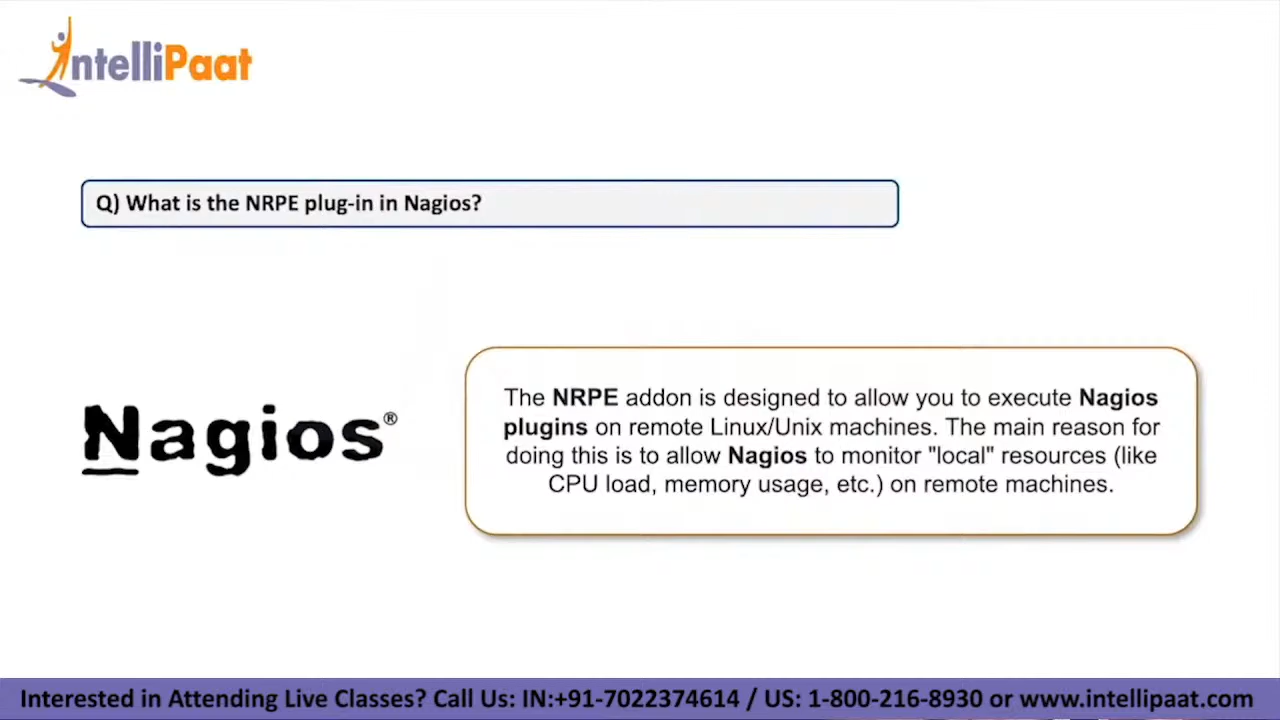 IntelliPaat
Q) What is the NRPE plug-in in Nagios?
Nagios®
The NRPE addon is designed to allow you to execute Nagios
plugins on remote Linux/Unix machines. The main reason for
doing this is to allow Nagios to monitor "local" resources (like
CPU load, memory usage, etc.) on remote machines.
Interested in Attending Live Classes? Call Us: IN:+91-7022374614 / US: 1-800-216-8930 or www.intellipaat.com